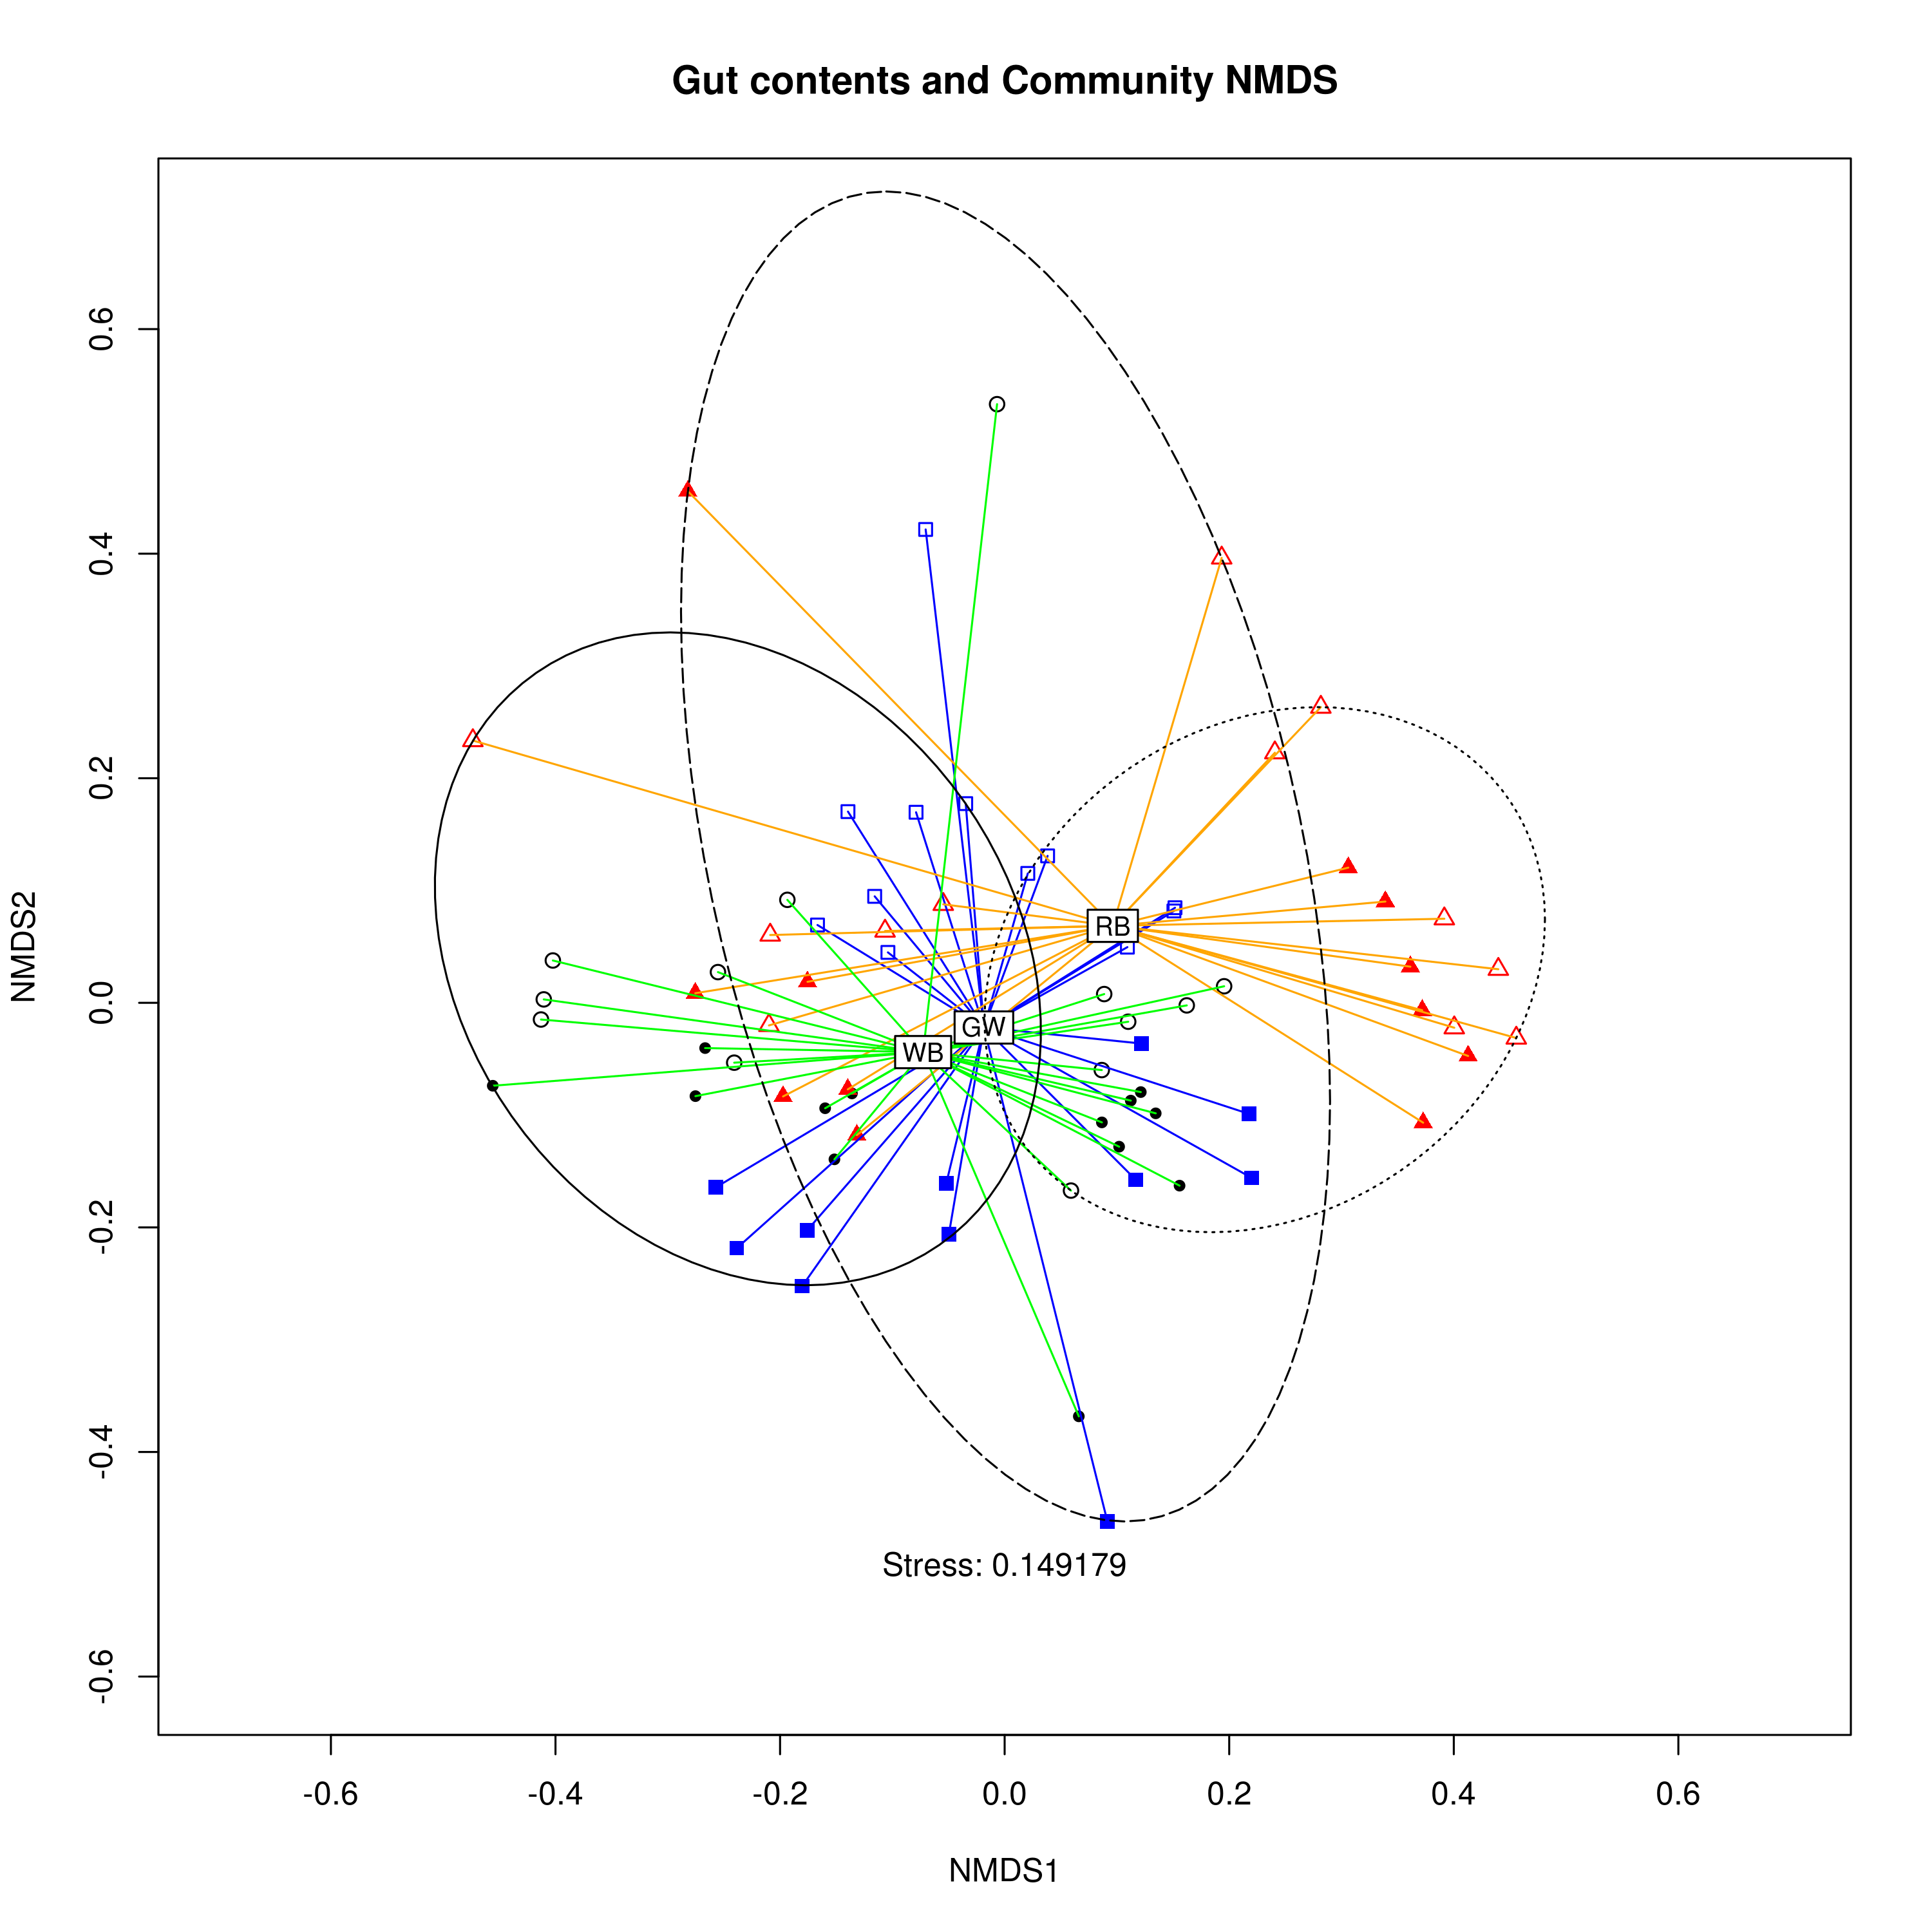 Gut contents and Community NMDS
NMDS2
0.6
0.4
0.2
0.0
-0.2
-0.4
-0.6
RB
GW
WB
Stress: 0.149179
-0.6 -0.4 -0.2 0.0 0.2 0.4 0.6
NMDS1